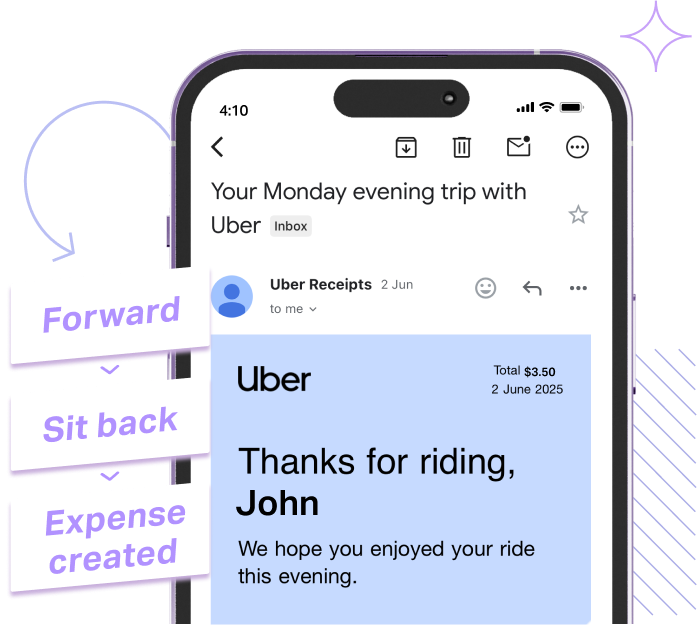 4:10
Your Monday evening trip with
Uber Inbox
Uber Receipts 2 Jun
to me
Forward
Sit back
Expense
created
Uber
Total $3.50
2 June 2025
Thanks for riding,
John
We hope you enjoyed your ride
this evening.